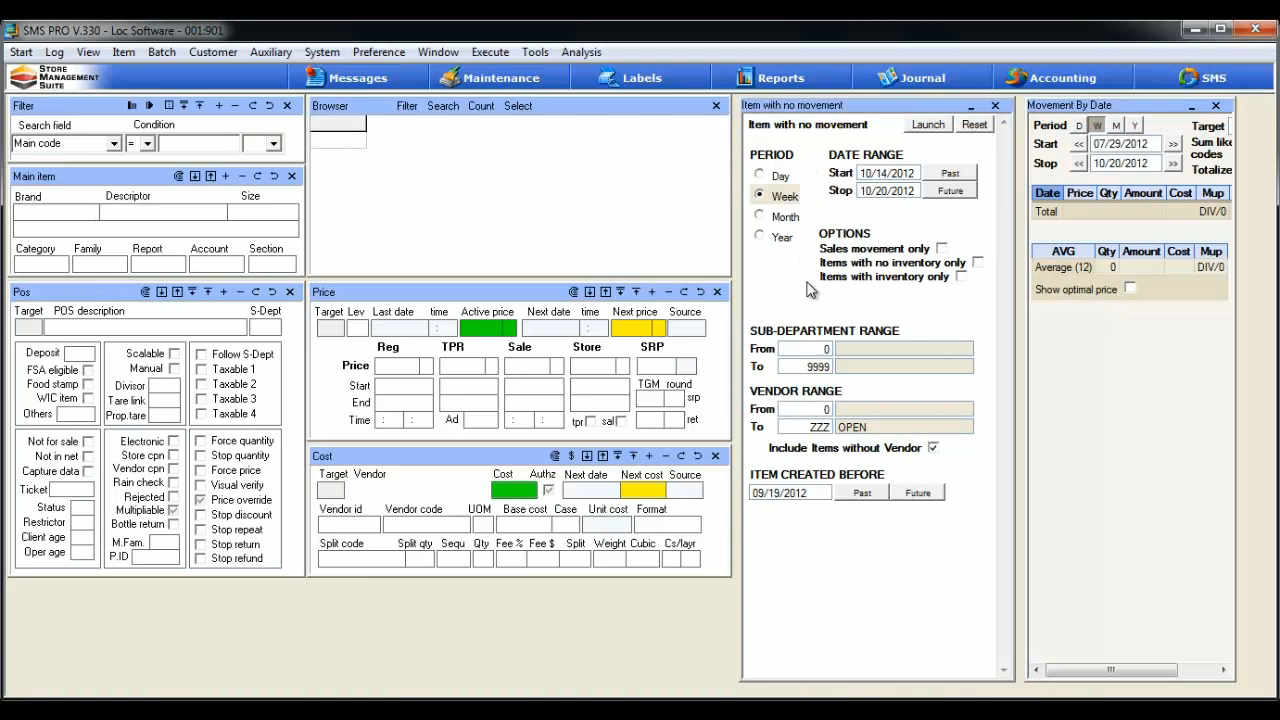 SMS PRO V.330 - Loc Software - 001:901
Start Log View Item Batch Customer Auxiliary System Preference Window Execute Tools Analysis
STORE MANAGEMENT SUITE
Messages Maintenance Labels Reports Journal Accounting SMS
Filter
Search field Condition
Main code =
Main item
Brand Descriptor Size
Category Family Report Account Section
Pos
Target POS description S-Dept
Deposit
FSA eligible
Food stamp
WIC item
Others
Scalable
Manual
Divisor
Tare link
Prop.tare
Follow S-Dept
Taxable 1
Taxable 2
Taxable 3
Taxable 4
Not for sale
Not in net
Capture data
Ticket
Status
Restrictor
Client age
Oper age
Electronic
Store cpn
Vendor cpn
Rain check
Rejected
Multipliable
Bottle return
M.Fam.
P.ID
Force quantity
Stop quantity
Force price
Visual verify
Price override
Stop discount
Stop repeat
Stop return
Stop refund
Browser Filter Search Count Select
Price
Target Lev Last date time Active price Next date time Next price Source
: :
Reg TPR Sale Store SRP
Price
Start
End
Time : : Ad : : tpr sal
TGM round
srp
ret
Cost
Target Vendor Cost Authz Next date Next cost Source
Vendor id Vendor code UOM Base cost Case Unit cost Format
Split code Split qty Sequ Qty Fee % Fee $ Split Weight Cubic Cs/layr
Item with no movement
Item with no movement Launch Reset
PERIOD
Day
Week
Month
Year
DATE RANGE
Start 10/14/2012 Past
Stop 10/20/2012 Future
OPTIONS
Sales movement only
Items with no inventory only
Items with inventory only
SUB-DEPARTMENT RANGE
From 0
To 9999
VENDOR RANGE
From 0
To ZZZ OPEN
Include Items without Vendor
ITEM CREATED BEFORE
09/19/2012 Past Future
Movement By Date
Period D W M Y Target
Start << 07/29/2012 >> Sum like codes
Stop << 10/20/2012 >> Totalize
Date Price Qty Amount Cost Mup
Total DIV/0
AVG Qty Amount Cost Mup
Average (12) 0 DIV/0
Show optimal price